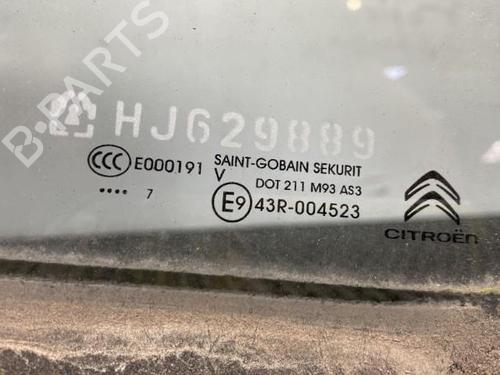 B-PARTS
HJ629889
CCC E000191 SAINT-GOBAIN SEKURIT
V DOT 211 M93 AS3
.... 7
E9 43R-004523
CITROËN